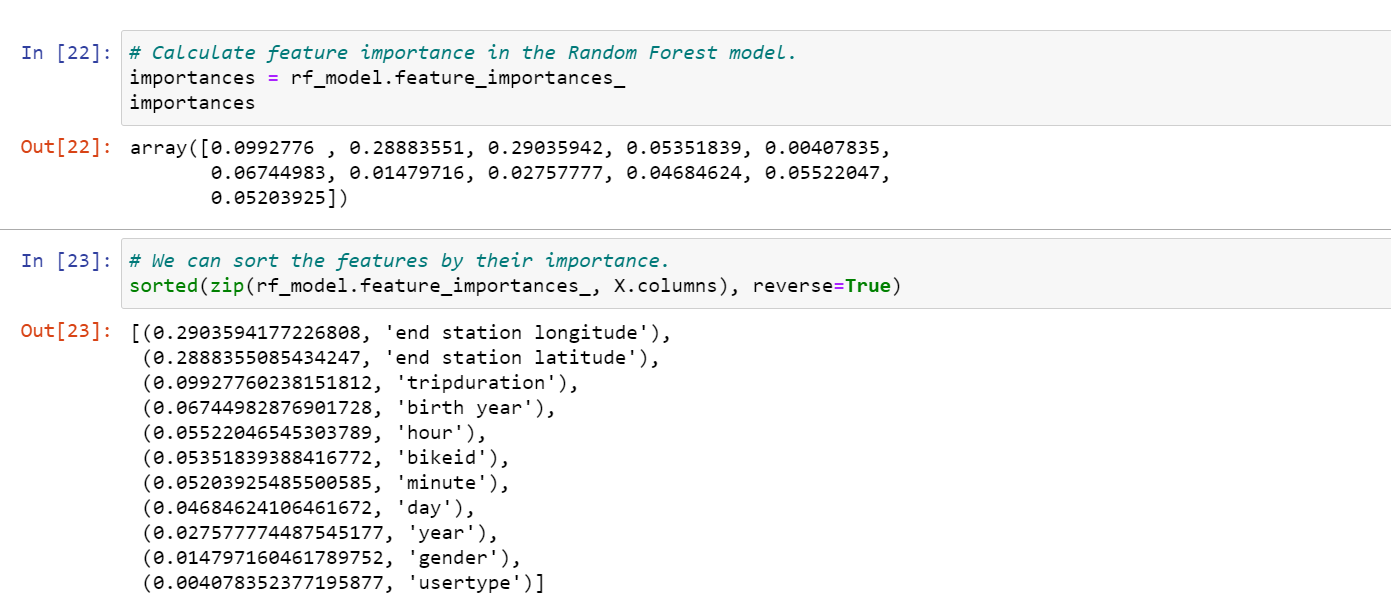 In [22]: # Calculate feature importance in the Random Forest model.
importances = rf_model.feature_importances_
importances
Out[22]: array([0.0992776 , 0.28883551, 0.29035942, 0.05351839, 0.00407835,
0.06744983, 0.01479716, 0.02757777, 0.04684624, 0.05522047,
0.05203925])
In [23]: # We can sort the features by their importance.
sorted(zip(rf_model.feature_importances_, X.columns), reverse=True)
Out[23]: [(0.2903594177226808, 'end station longitude'),
(0.2888355085434247, 'end station latitude'),
(0.09927760238151812, 'tripduration'),
(0.06744982876901728, 'birth year'),
(0.05522046545303789, 'hour'),
(0.05351839388416772, 'bikeid'),
(0.05203925485500585, 'minute'),
(0.04684624106461672, 'day'),
(0.027577774487545177, 'year'),
(0.014797160461789752, 'gender'),
(0.004078352377195877, 'usertype')]